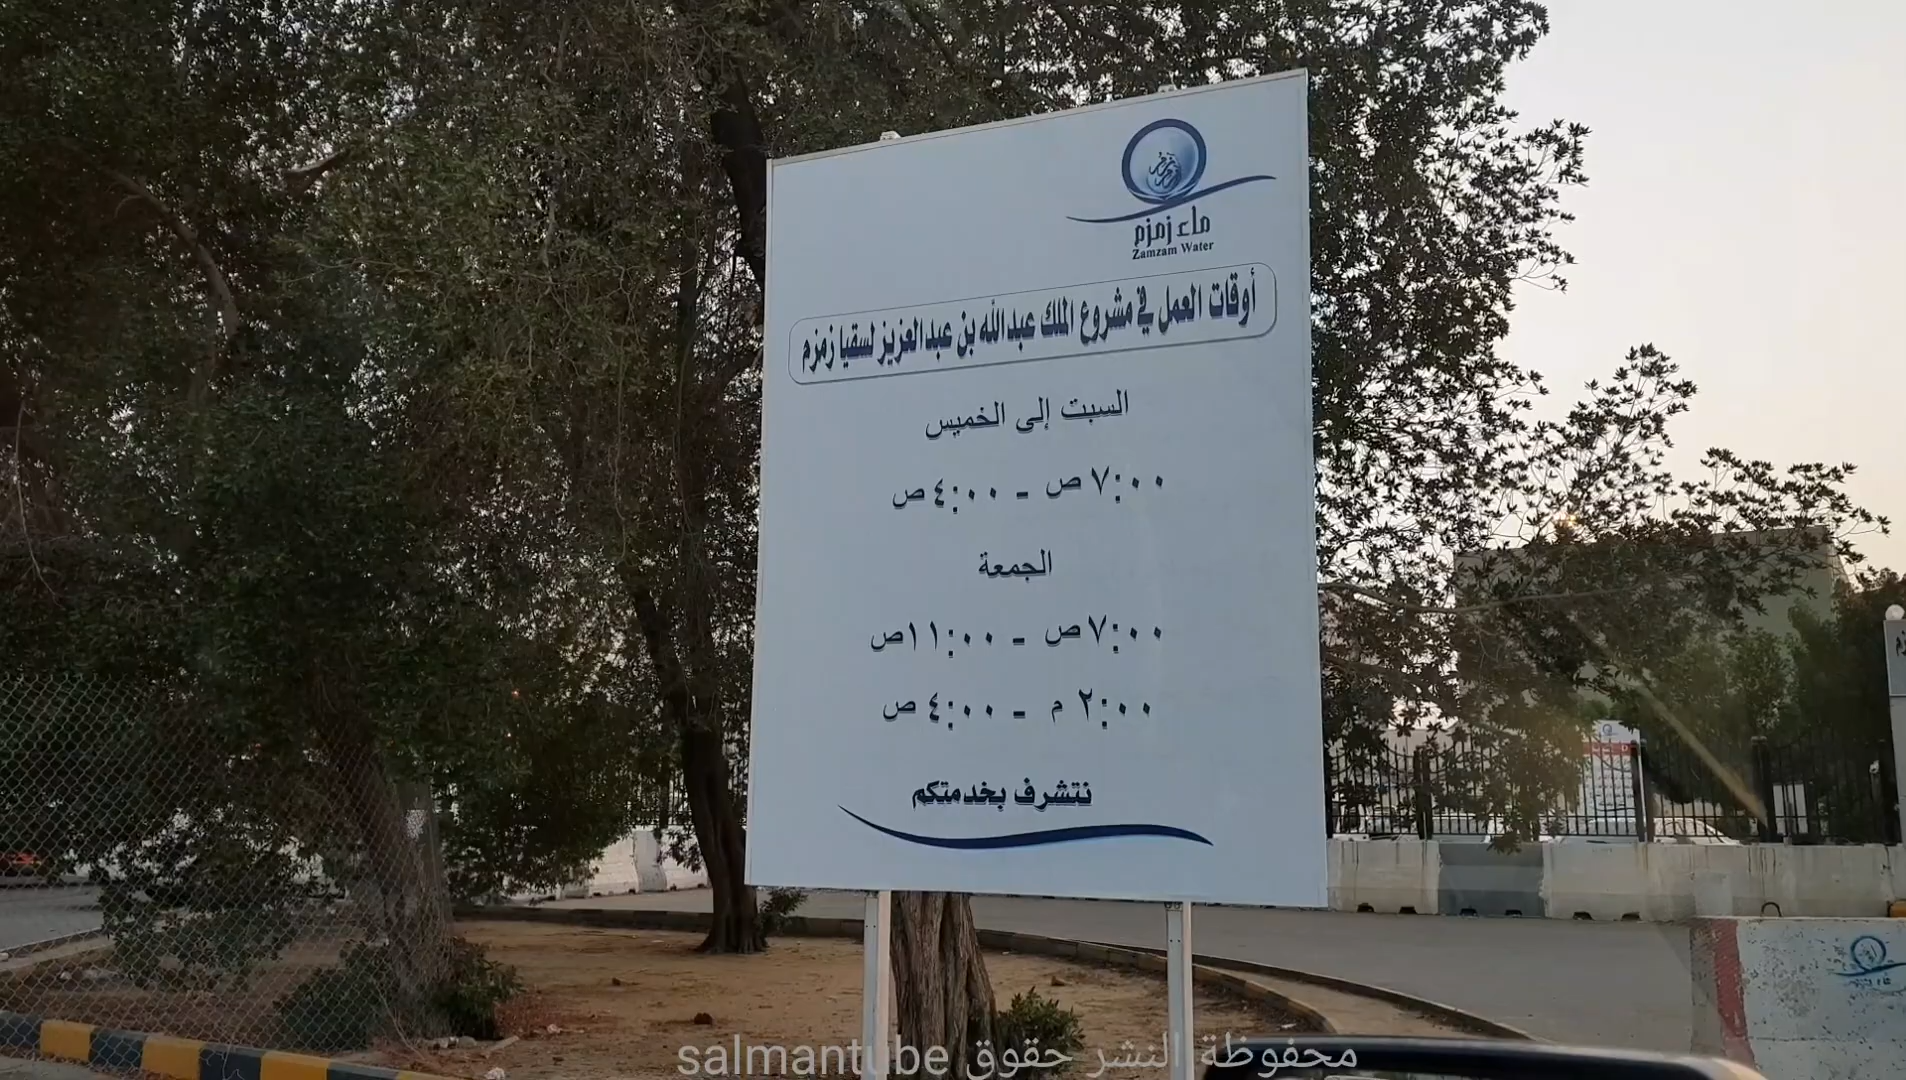 ماء زمزم
Zamzam Water
أوقات العمل في مشروع الملك عبدالله بن عبدالعزيز لسقيا زمزم
السبت إلى الخميس
٧:٠٠ ص - ٤:٠٠ ص
الجمعة
٧:٠٠ ص - ١١:٠٠ ص
٢:٠٠ م - ٤:٠٠ ص
نتشرف بخدمتكم
محفوظة النشر حقوق salmantube